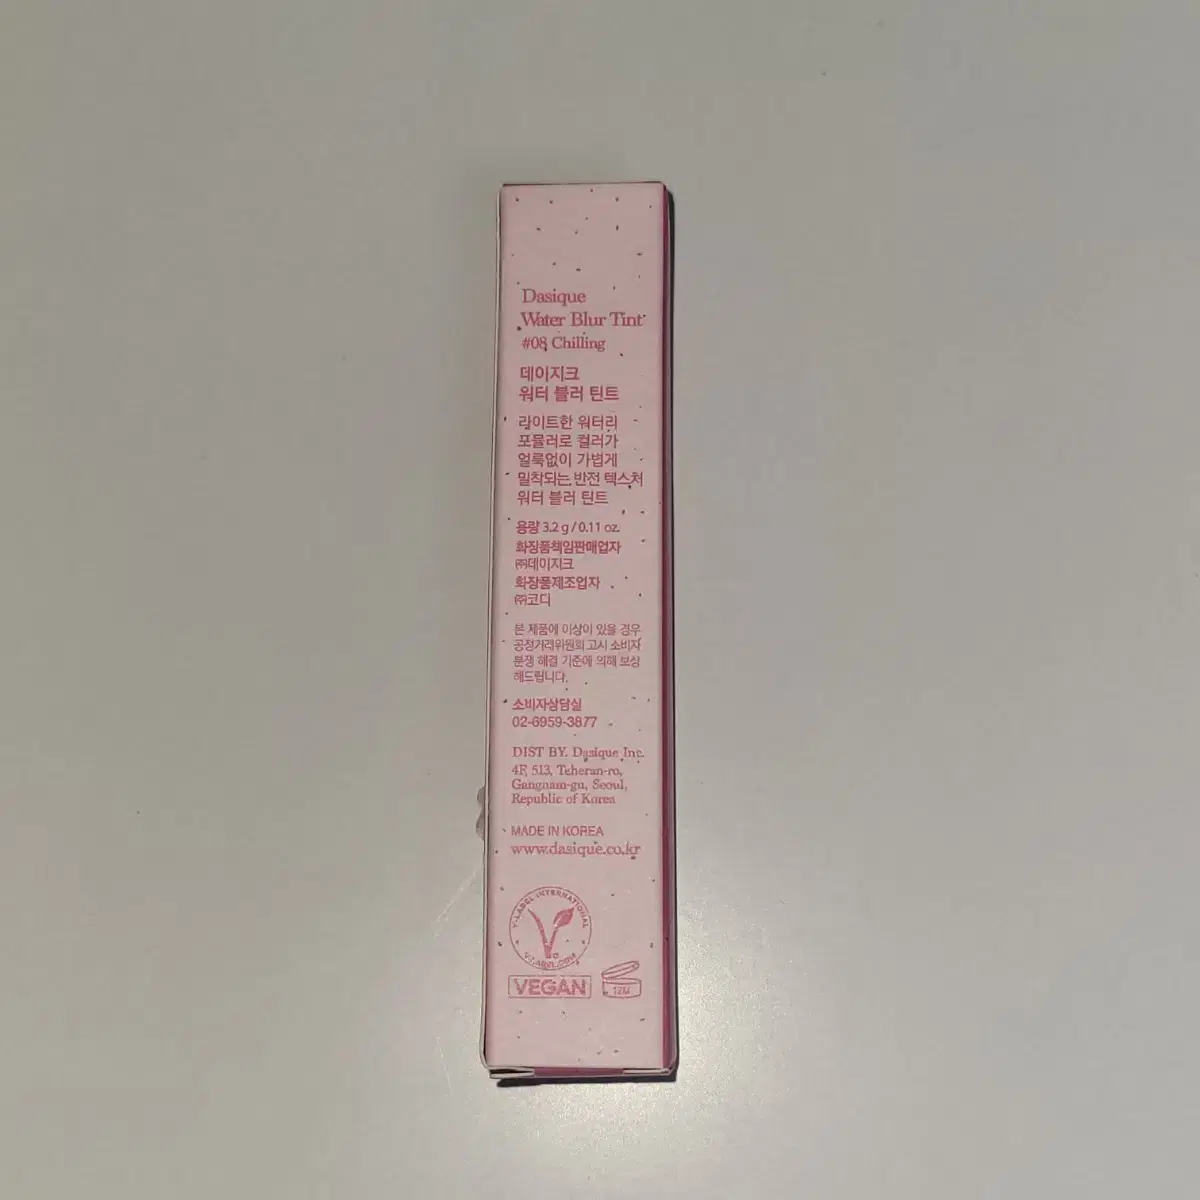 Dasique
Water Blur Tint
#08 Chilling
데이지크
워터 블러 틴트
라이트한 워터리
포뮬러로 컬러가
얼룩없이 가볍게
밀착되는 반전 텍스처
워터 블러 틴트
용량 3.2 g / 0.11 oz.
화장품책임판매업자
㈜데이지크
화장품제조업자
㈜코디
본 제품에 이상이 있을 경우
공정거래위원회 고시 소비자
분쟁 해결 기준에 의해 보상
해드립니다.
소비자상담실
02-6959-3877
DIST BY. Dasique Inc.
4F, 513, Teheran-ro,
Gangnam-gu, Seoul,
Republic of Korea
MADE IN KOREA
www.dasique.co.kr
V-LABEL INTERNATIONAL
V-LABEL.COM
VEGAN
12M